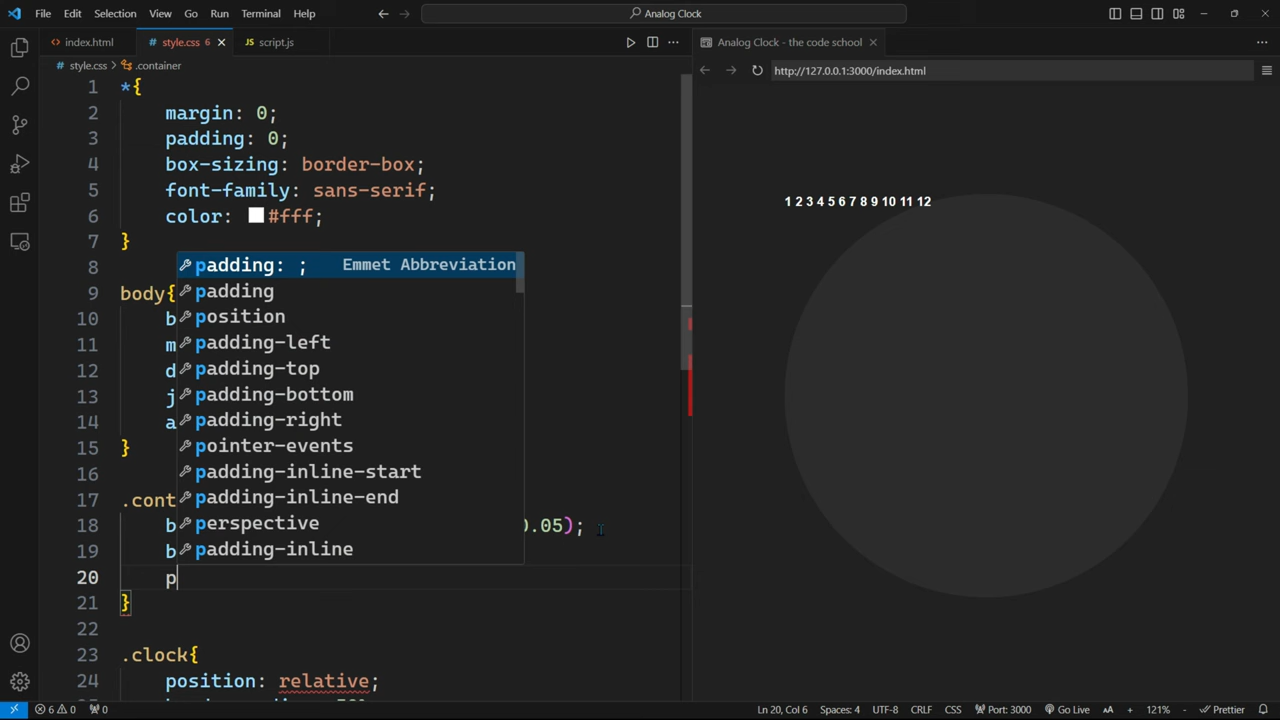 File Edit Selection View Go Run Terminal Help
Analog Clock
index.html
style.css 6
script.js
Analog Clock - the code school
style.css > .container
http://127.0.0.1:3000/index.html
1 *{
2 margin: 0;
3 padding: 0;
4 box-sizing: border-box;
5 font-family: sans-serif;
6 color: #fff;
7 }
8 padding: ; Emmet Abbreviation
padding
9 body{
position
10 b
padding-left
11 m
padding-top
12 d
padding-bottom
13 j
padding-right
14 a
pointer-events
15 }
padding-inline-start
16
padding-inline-end
17 .cont
perspective
18 b 0.05);
padding-inline
19 b
20 p
21 }
22
23 .clock{
24 position: relative;
1 2 3 4 5 6 7 8 9 10 11 12
6 0 0 Ln 20, Col 6 Spaces: 4 UTF-8 CRLF CSS Port: 3000 Go Live + 121% - Prettier